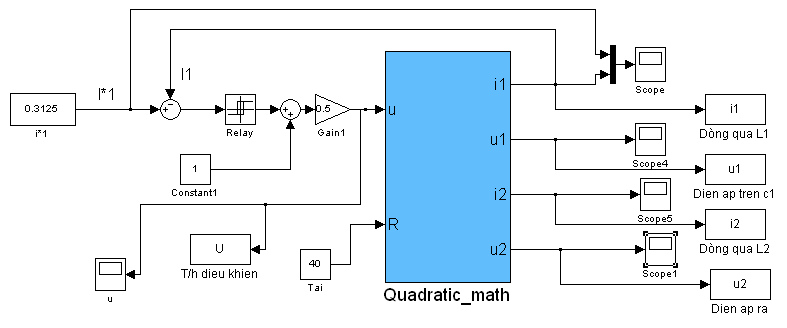 I*1
I1
0.3125
i*1
+
-
Relay
+
+
0.5
Gain1
1
Constant1
U
T/h dieu khien
u
40
Tai
u
R
i1
u1
i2
u2
Quadratic_math
Scope
i1
Dòng qua L1
Scope4
u1
Dien ap tren c1
Scope5
i2
Dòng qua L2
Scope1
u2
Dien ap ra